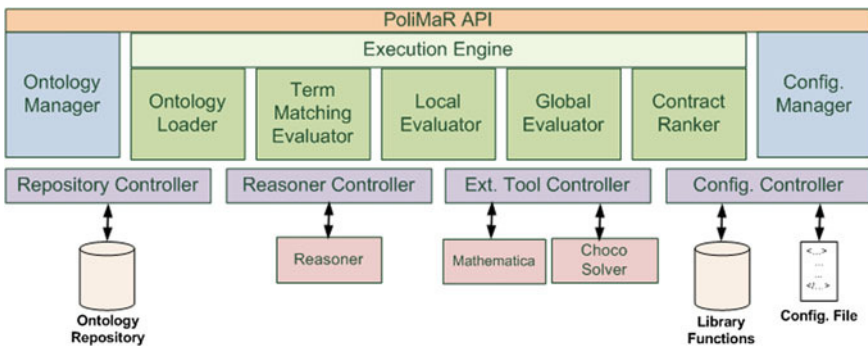 PoliMaR API
Execution Engine
Ontology
Manager
Ontology
Loader
Term
Matching
Evaluator
Local
Evaluator
Global
Evaluator
Contract
Ranker
Config.
Manager
Repository Controller
Reasoner Controller
Ext. Tool Controller
Config. Controller
Reasoner
Mathematica
Choco
Solver
<...>
...
...
</...>
Ontology
Repository
Library
Functions
Config. File